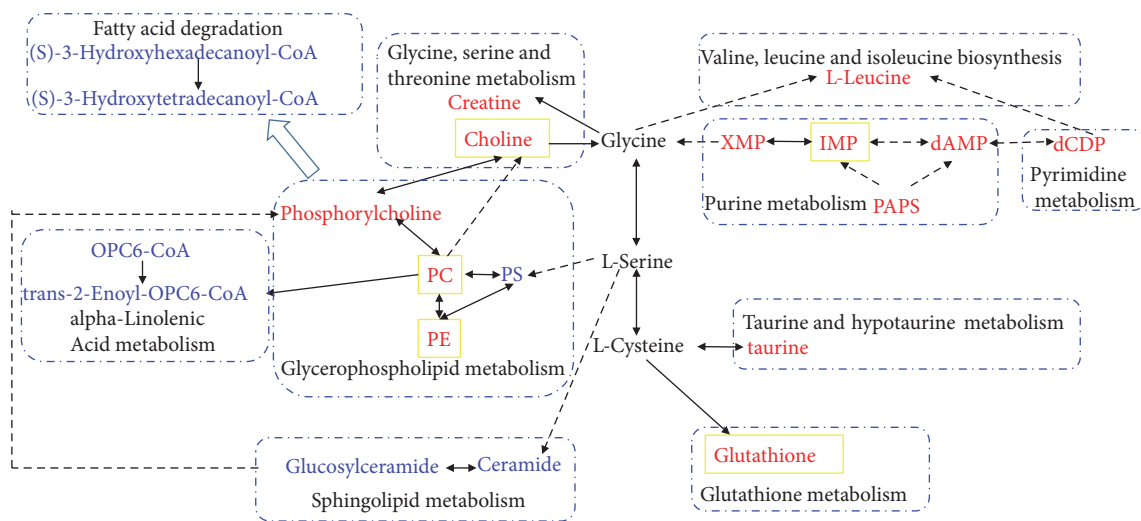 Fatty acid degradation
(S)-3-Hydroxyhexadecanoyl-CoA
(S)-3-Hydroxytetradecanoyl-CoA
Glycine, serine and
threonine metabolism
Creatine
Choline
Glycine
Valine, leucine and isoleucine biosynthesis
L-Leucine
XMP
IMP
dAMP
dCDP
PAPS
Purine metabolism
Pyrimidine
metabolism
Phosphorylcholine
PC
PS
PE
Glycerophospholipid metabolism
OPC6-CoA
trans-2-Enoyl-OPC6-CoA
alpha-Linolenic
Acid metabolism
L-Serine
L-Cysteine
Taurine and hypotaurine metabolism
taurine
Glucosylceramide
Ceramide
Sphingolipid metabolism
Glutathione
Glutathione metabolism